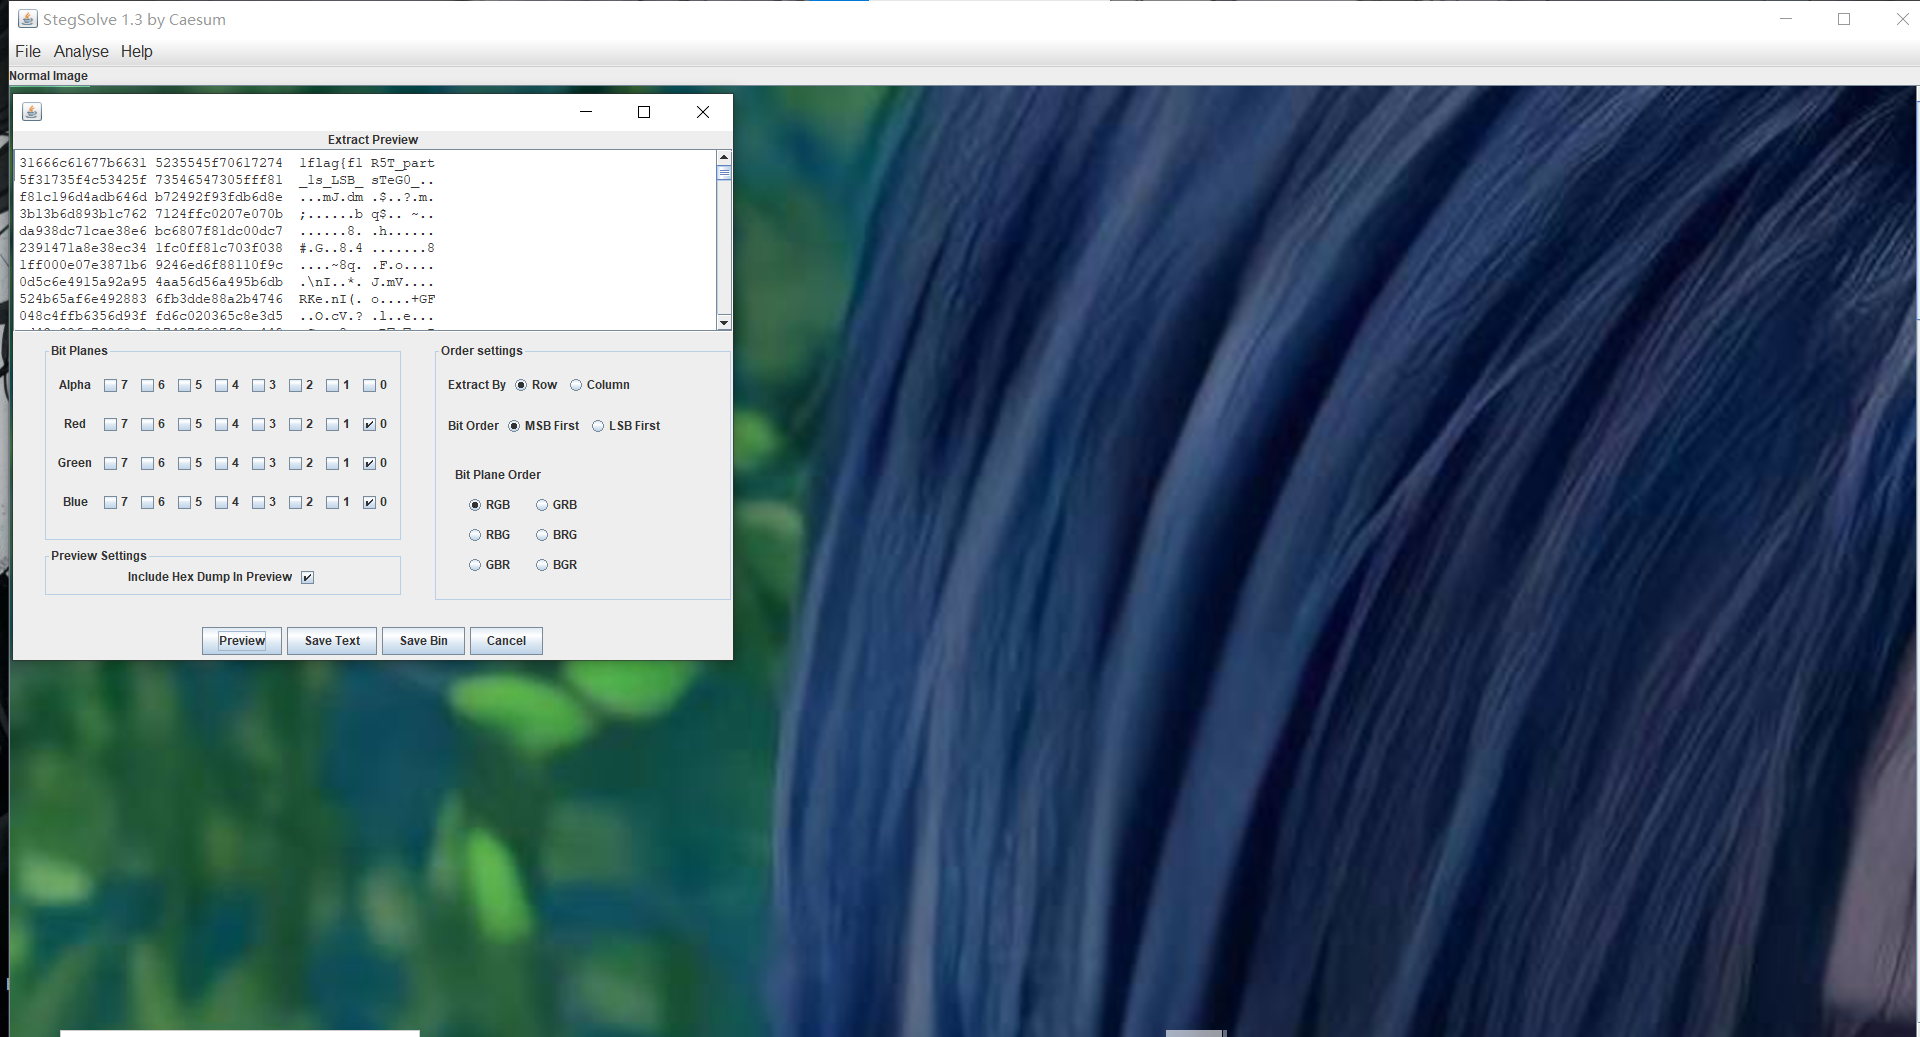 StegSolve 1.3 by Caesum
File Analyse Help
Normal Image
Extract Preview
31666c61677b6631 5235545f70617274 1flag{f1 R5T_part
5f31735f4c53425f 73546547305fff81 _1s_LSB_ sTeG0_..
f81c196d4adb646d b72492f93fdb6d8e ...mJ.dm .$..?.m.
3b13b6d893b1c762 7124ffc0207e070b ;......b q$.. ~..
da938dc71cae38e6 bc6807f81dc00dc7 ......8. .h......
2391471a8e38ec34 1fc0ff81c703f038 #.G..8.4 .......8
1ff000e07e3871b6 9246ed6f88110f9c ....~8q. .F.o....
0d5c6e4915a92a95 4aa56d56a495b6db .\nI..*. J.mV....
524b65af6e492883 6fb3dde88a2b4746 RKe.nI(. o....+GF
048c4ffb6356d93f fd6c020365c8e3d5 ..O.cV.? .l..e...
Bit Planes
Alpha 7 6 5 4 3 2 1 0
Red 7 6 5 4 3 2 1 0
Green 7 6 5 4 3 2 1 0
Blue 7 6 5 4 3 2 1 0
Preview Settings
Include Hex Dump In Preview
Order settings
Extract By Row Column
Bit Order MSB First LSB First
Bit Plane Order
RGB GRB
RBG BRG
GBR BGR
Preview Save Text Save Bin Cancel